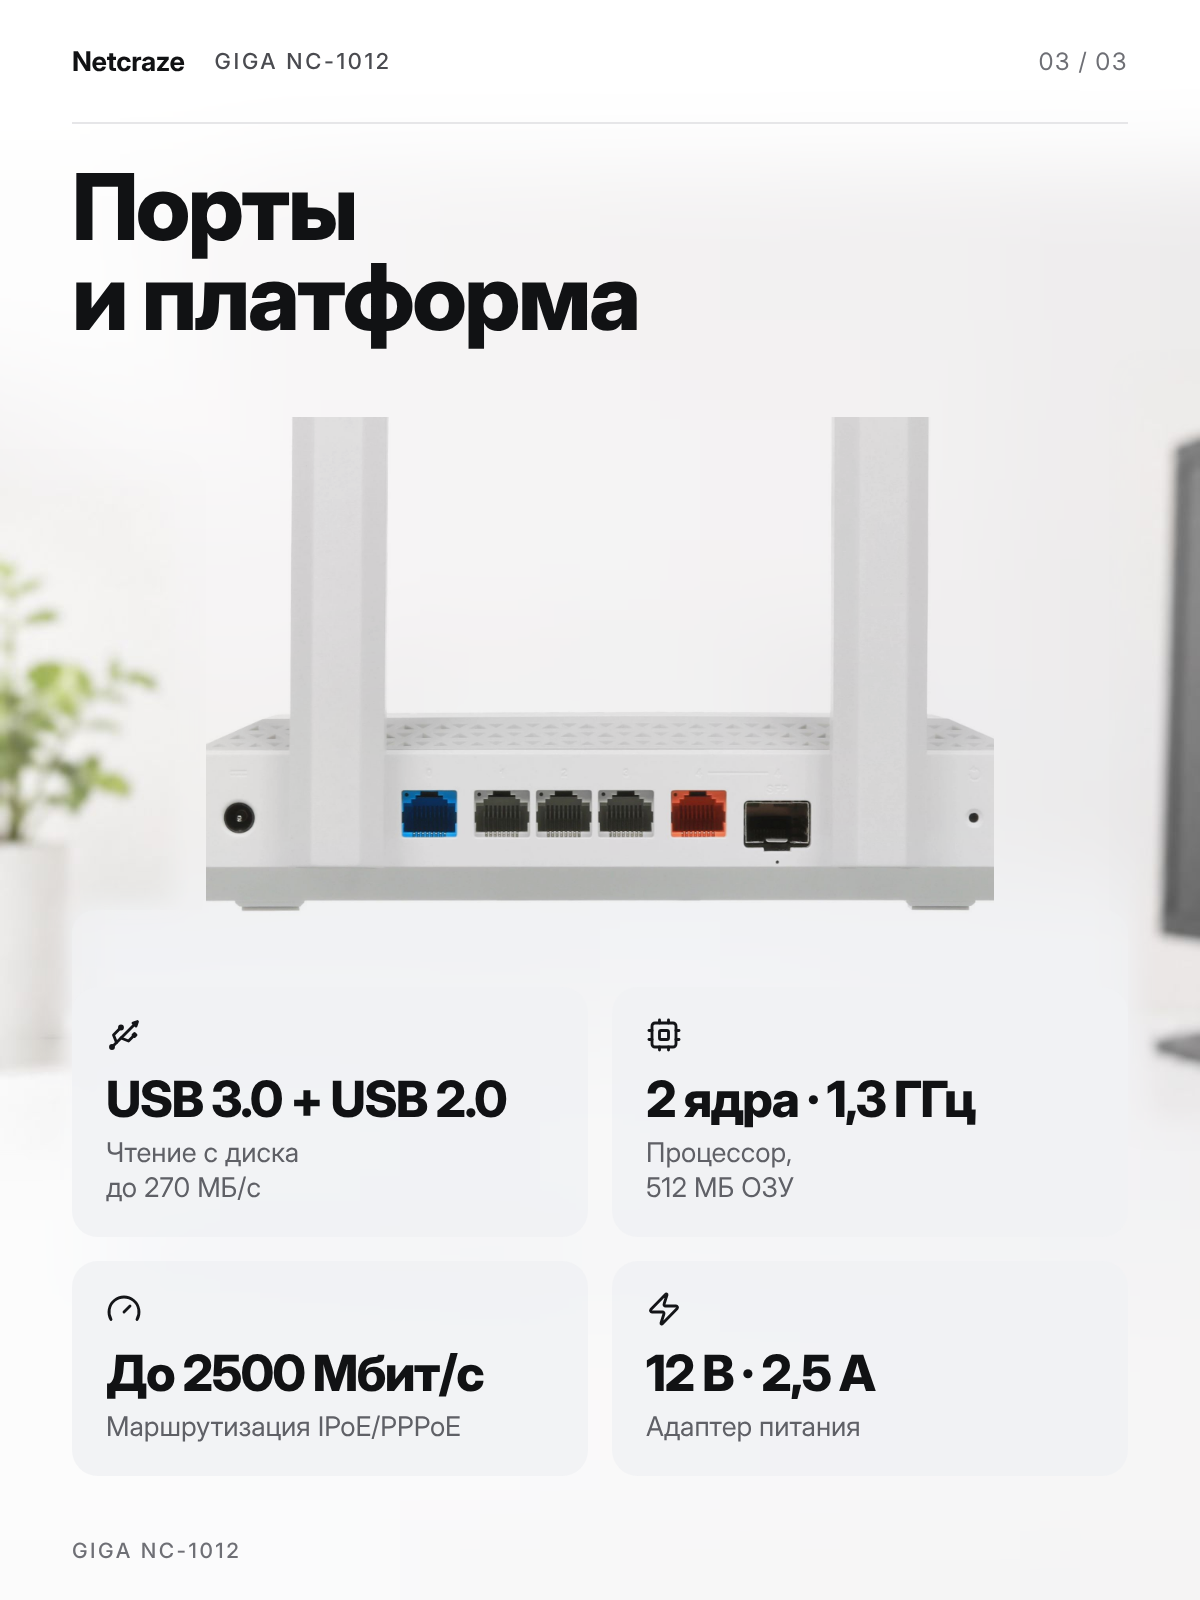 Netcraze GIGA NC-1012 03 / 03
Порты
и платформа
USB 3.0 + USB 2.0
Чтение с диска
до 270 МБ/с
2 ядра · 1,3 ГГц
Процессор,
512 МБ ОЗУ
До 2500 Мбит/с
Маршрутизация IPoE/PPPoE
12 В · 2,5 А
Адаптер питания
GIGA NC-1012